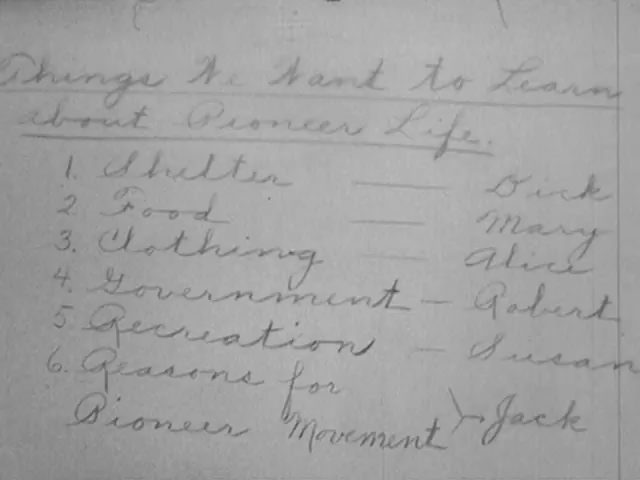 Things We Want to Learn
about Pioneer Life.
1. Shelter — Dick
2 Food — Mary
3. Clothing — Alice
4. Government — Robert
5 Recreation — Susan
6. Reasons for
Pioneer Movement } Jack